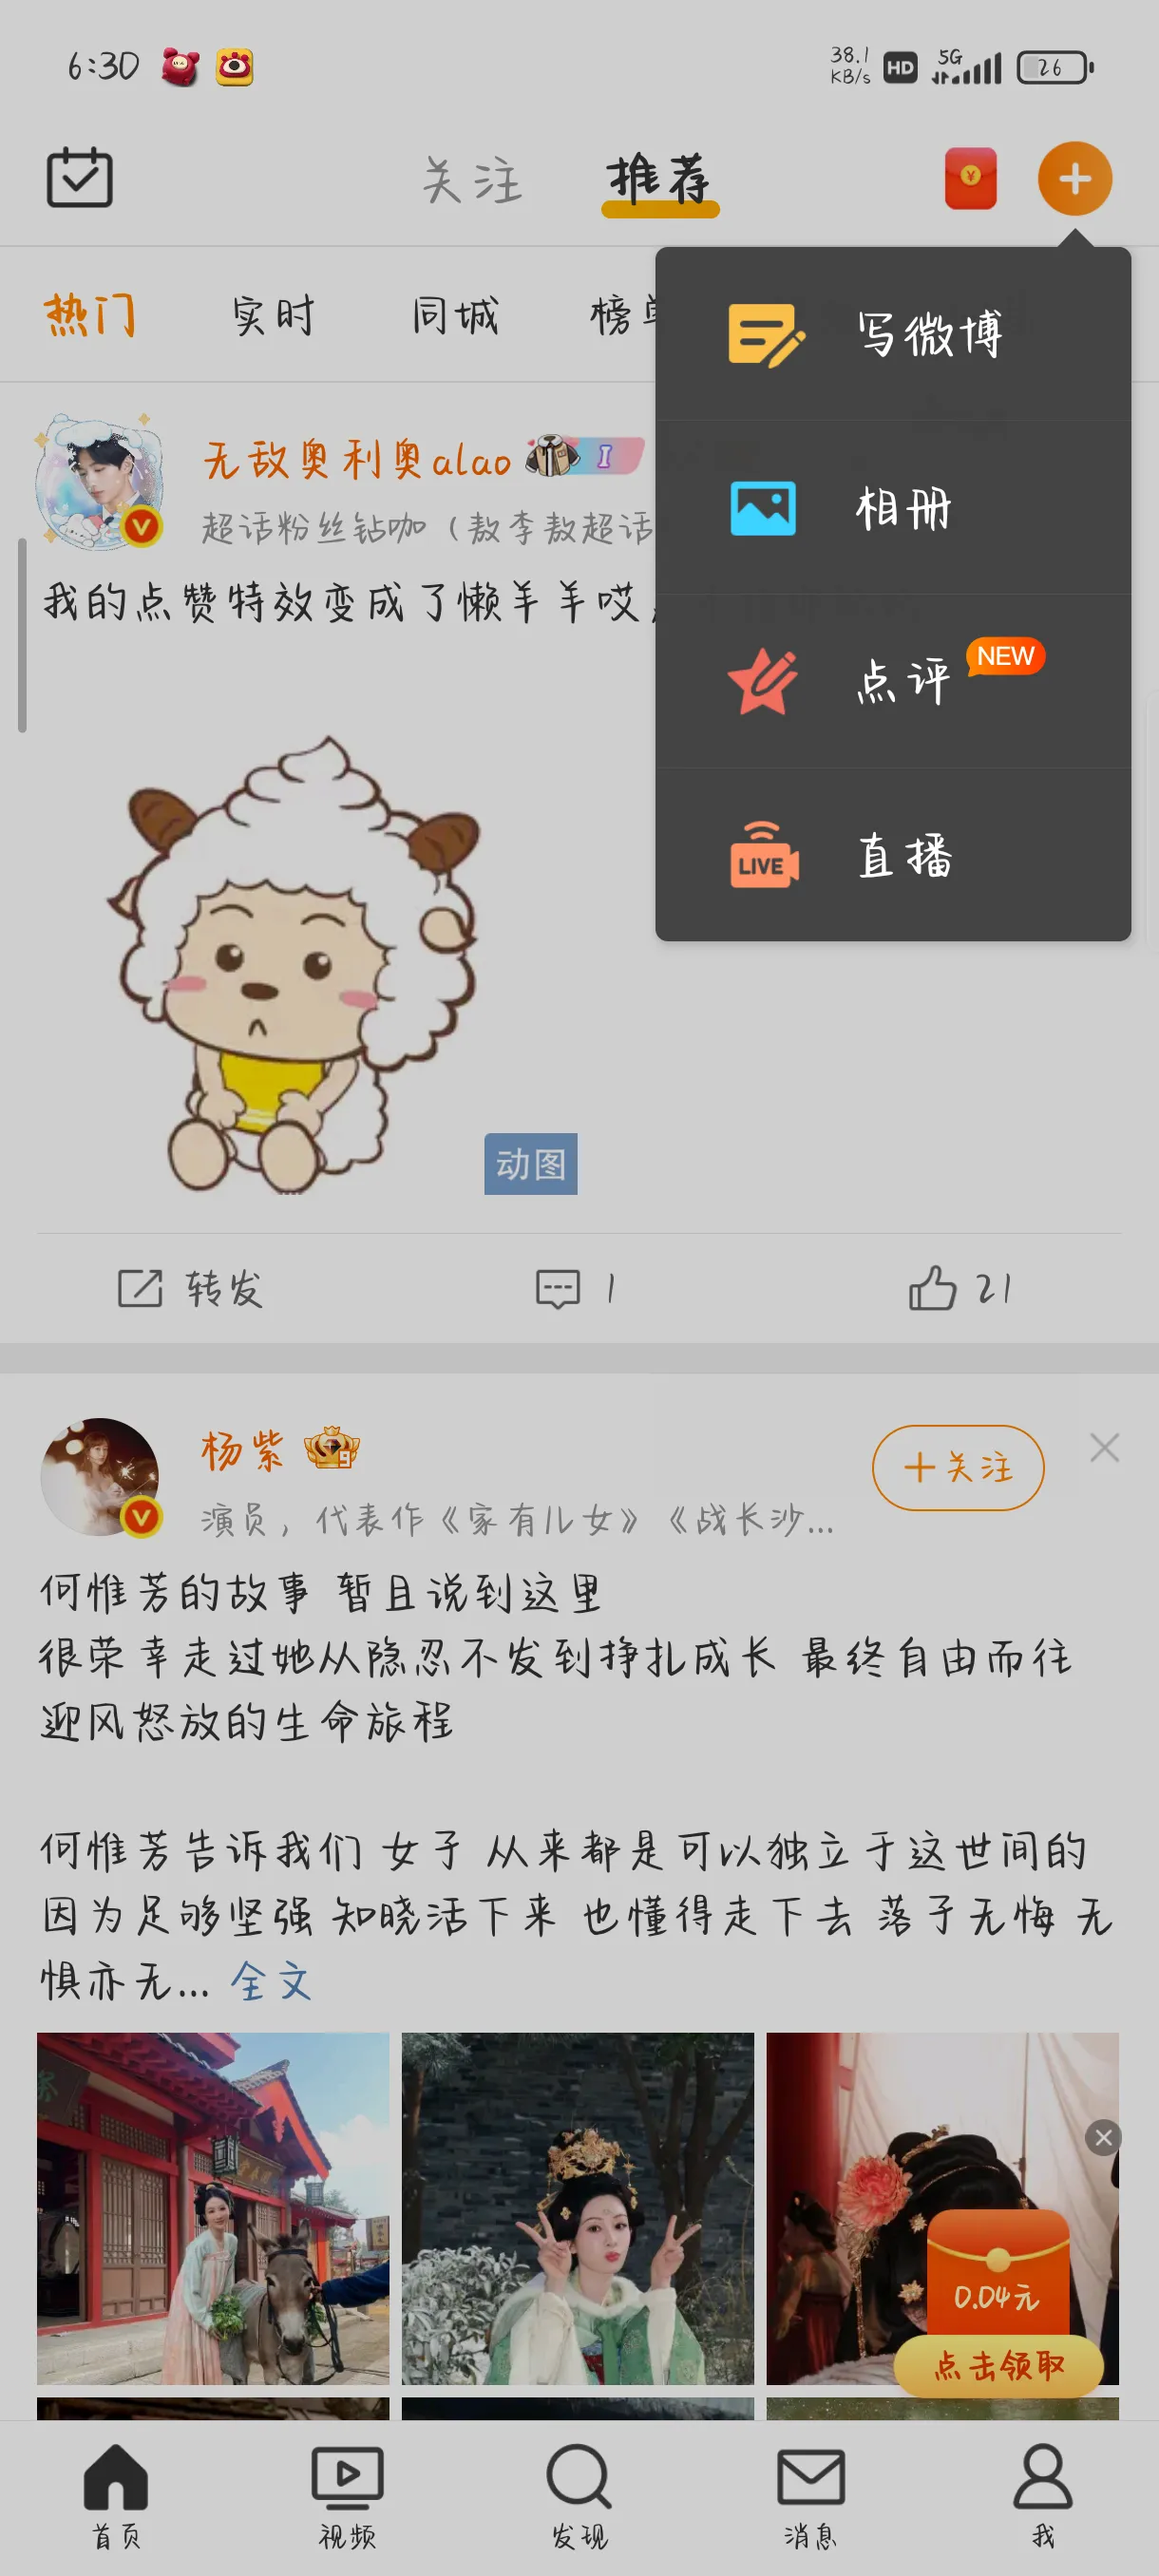 6:30
38.1
KB/s
HD
5G
26
关注
推荐
热门
实时
同城
榜单
写微博
相册
点评
NEW
LIVE
直播
无敌奥利奥alao
I
超话粉丝钻咖（敖李敖超话
我的点赞特效变成了懒羊羊哎
动图
转发
1
21
杨紫
演员，代表作《家有儿女》《战长沙...
+关注
何惟芳的故事 暂且说到这里
很荣幸走过她从隐忍不发到挣扎成长 最终自由而往
迎风怒放的生命旅程
何惟芳告诉我们 女子 从来都是可以独立于这世间的
因为足够坚强 知晓活下来 也懂得走下去 落子无悔 无
惧亦无... 全文
0.04元
点击领取
首页
视频
发现
消息
我